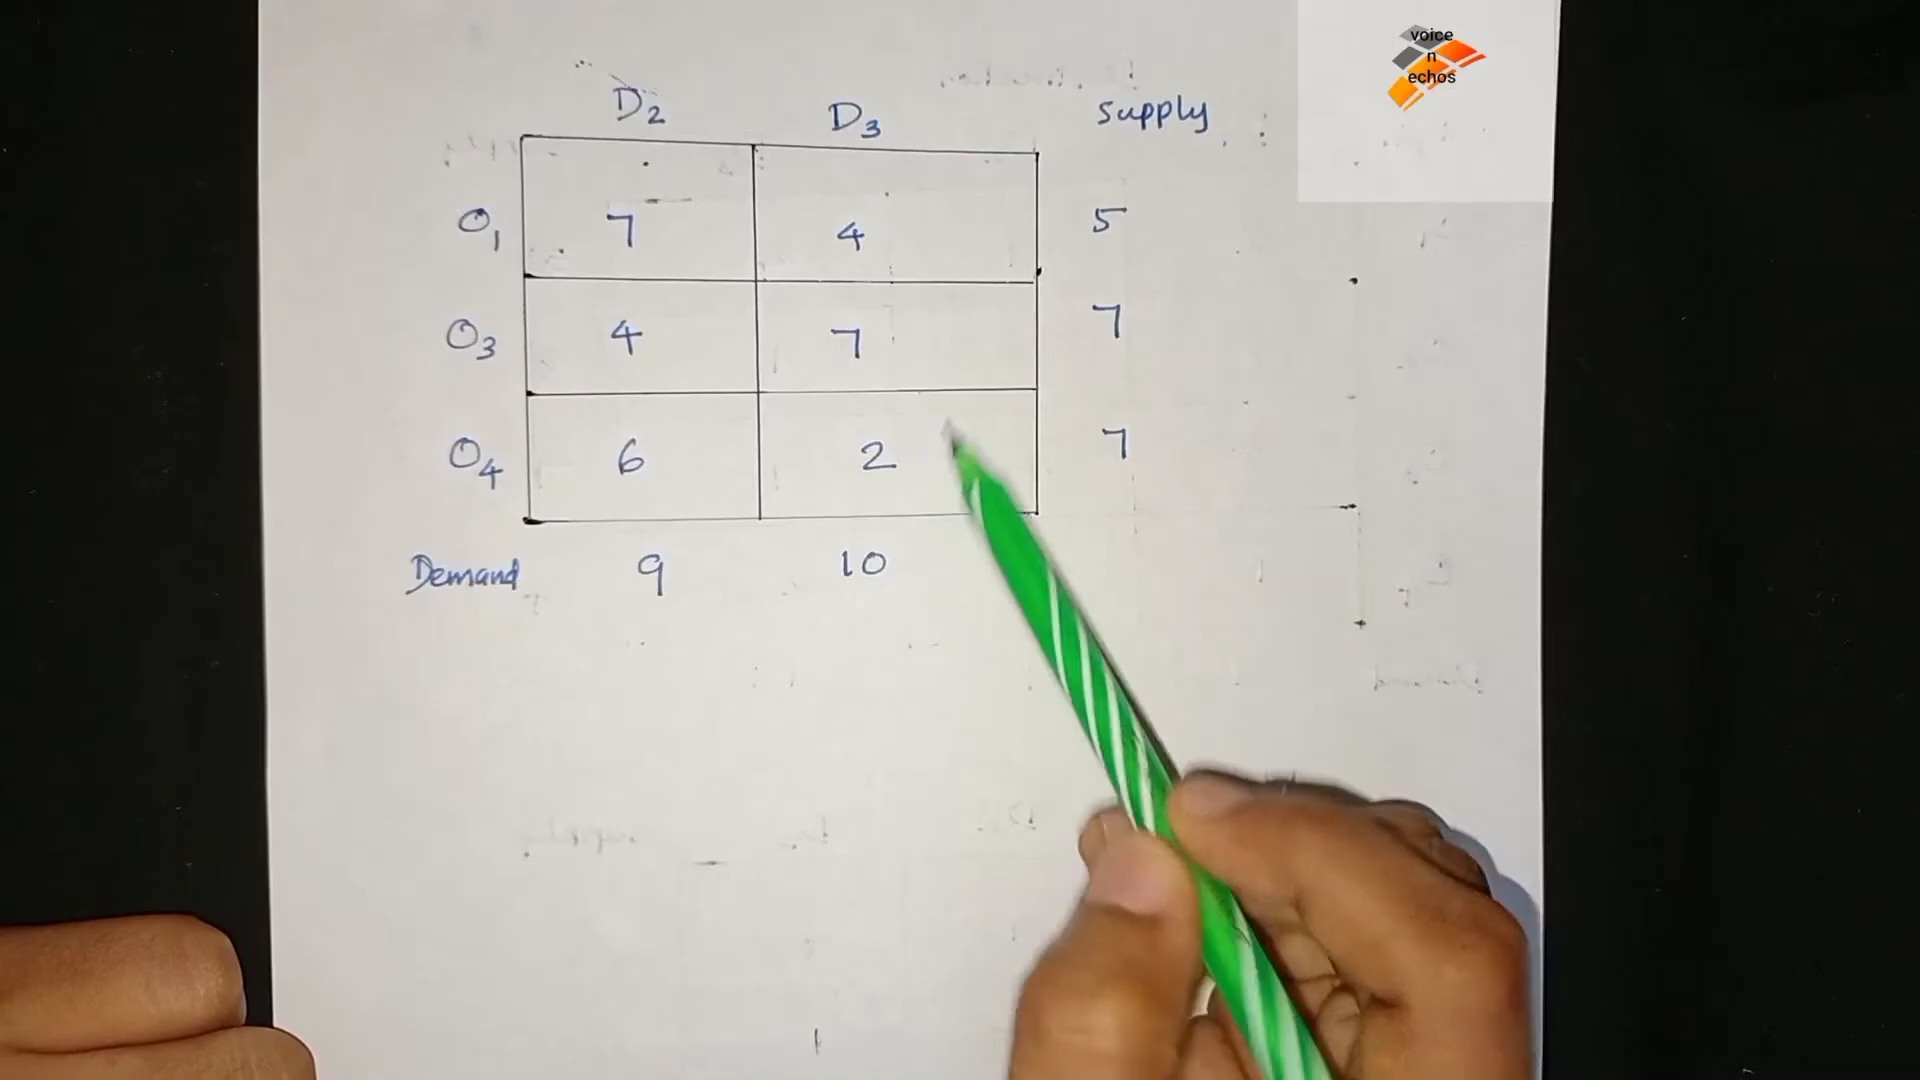 voice
n
echos
D2 D3 Supply
O1 7 4 5
O3 4 7 7
O4 6 2 7
Demand 9 10